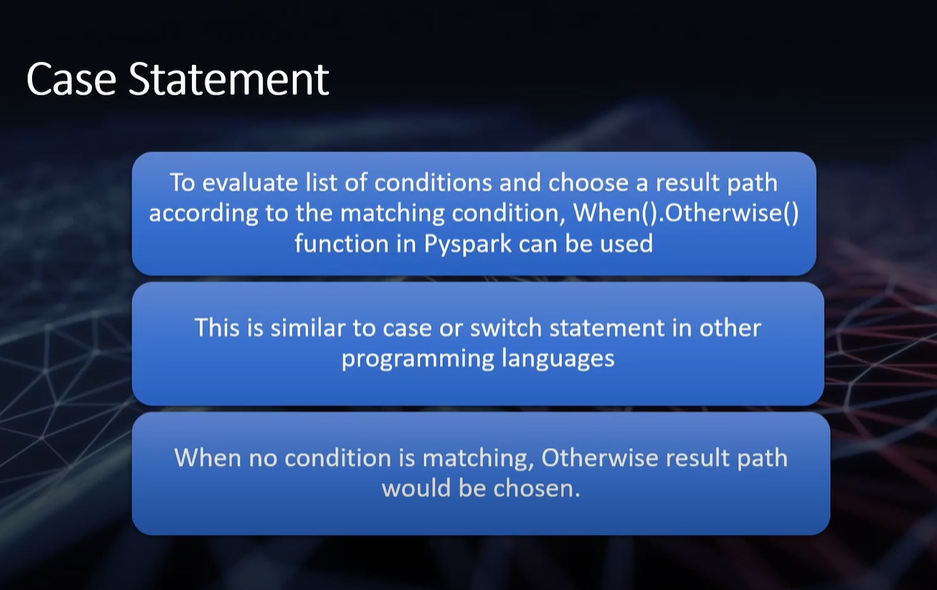 Case Statement
To evaluate list of conditions and choose a result path
according to the matching condition, When().Otherwise()
function in Pyspark can be used
This is similar to case or switch statement in other
programming languages
When no condition is matching, Otherwise result path
would be chosen.